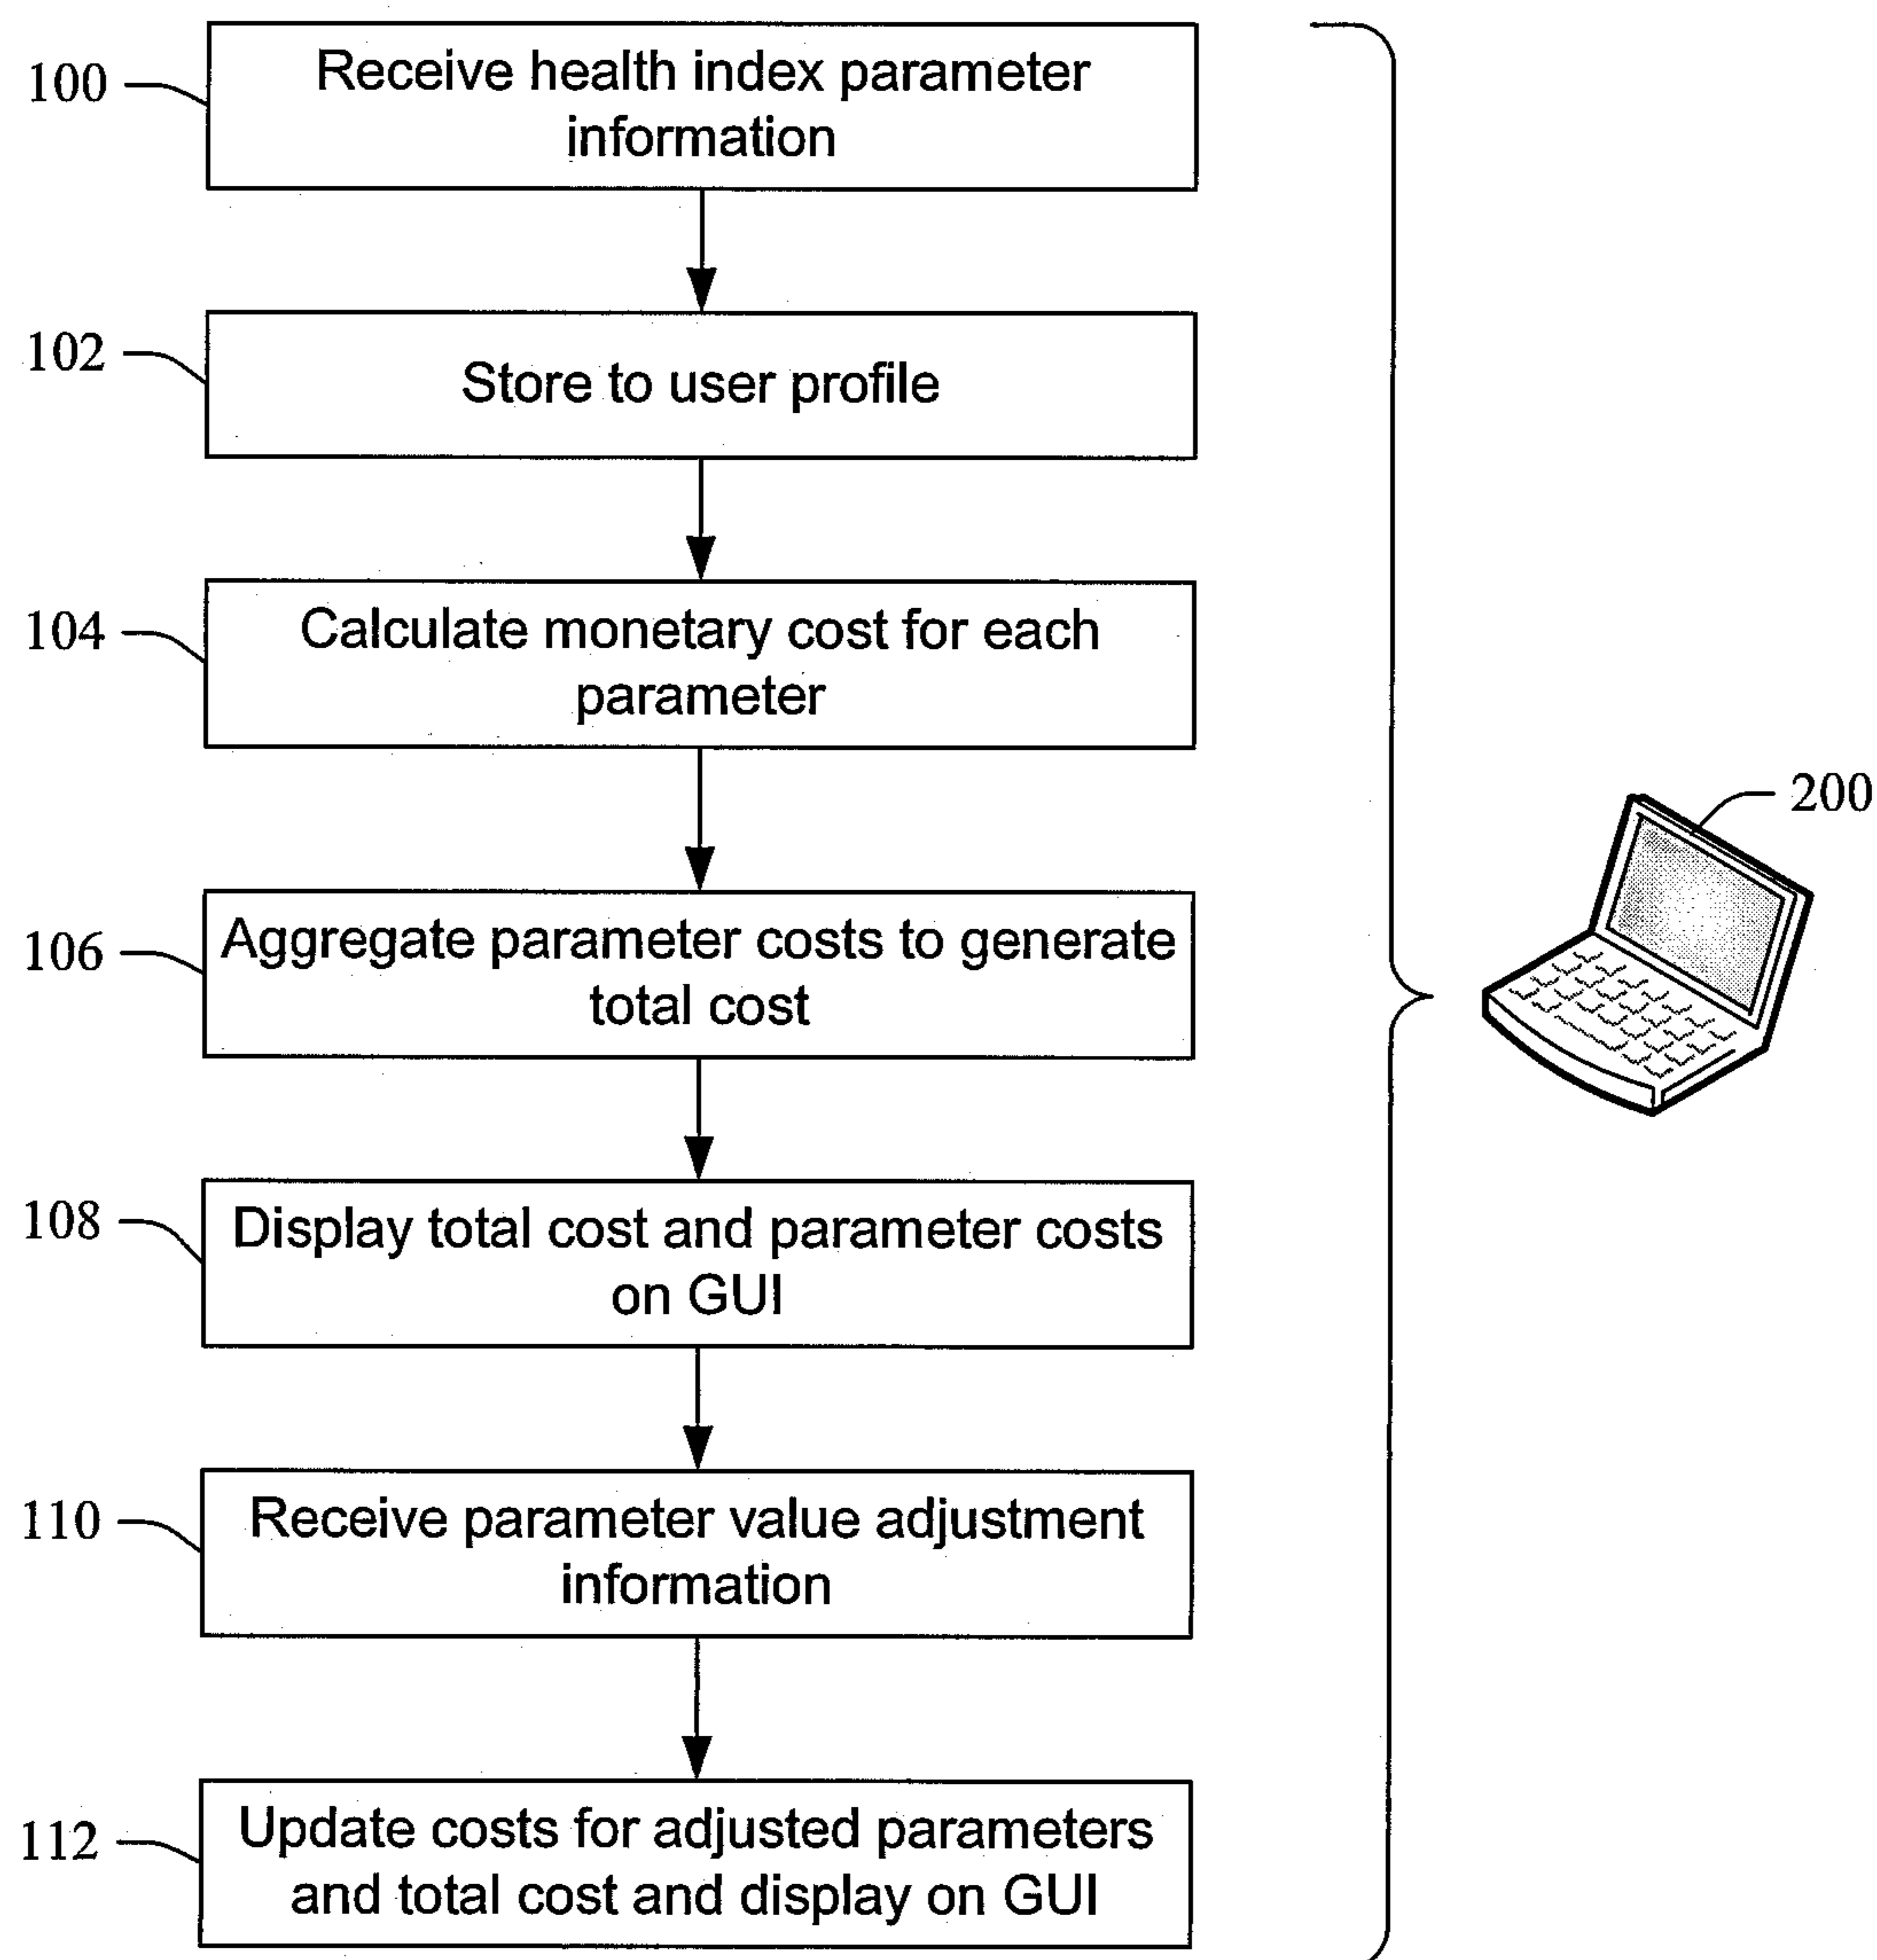 100
Receive health index parameter
information
102
Store to user profile
104
Calculate monetary cost for each
parameter
200
106
Aggregate parameter costs to generate
total cost
108
Display total cost and parameter costs
on GUI
110
Receive parameter value adjustment
information
112
Update costs for adjusted parameters
and total cost and display on GUI